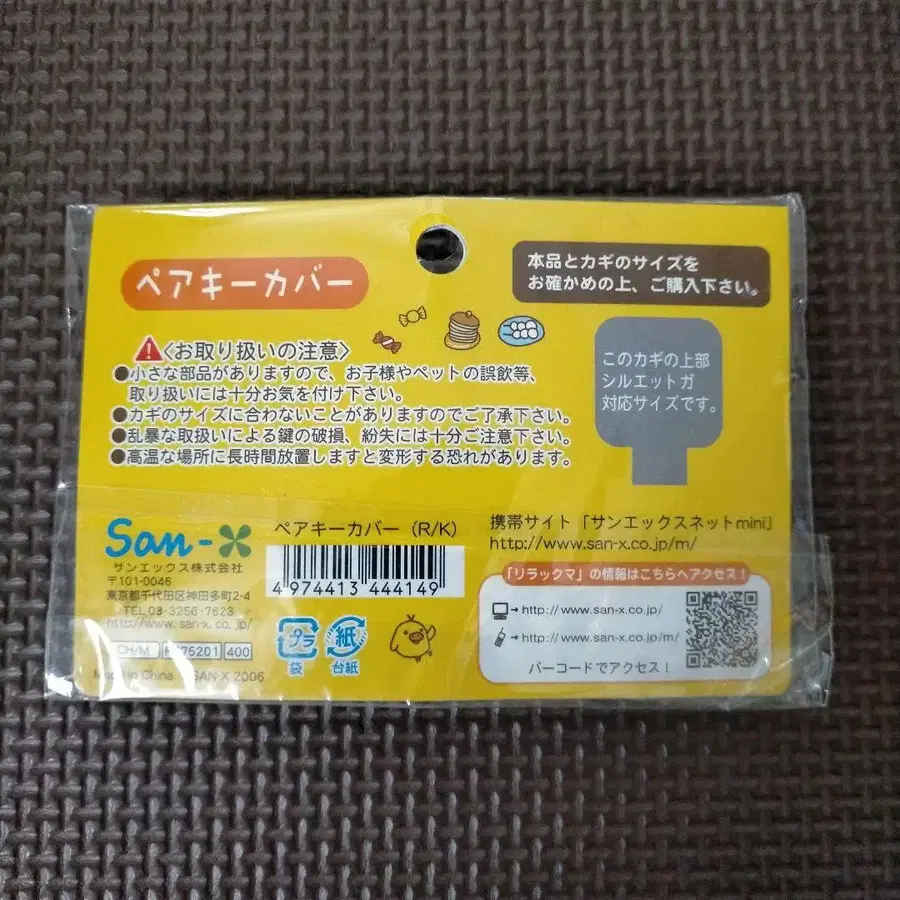 ペアキーカバー
本品とカギのサイズを
お確かめの上、ご購入下さい。
〈お取り扱いの注意〉
●小さな部品がありますので、お子様やペットの誤飲等、
取り扱いには十分お気を付け下さい。
●カギのサイズに合わないことがありますのでご了承下さい。
●乱暴な取扱いによる鍵の破損、紛失には十分ご注意下さい。
●高温な場所に長時間放置しますと変形する恐れがあります。
このカギの上部
シルエットガ
対応サイズです。
San-X
サンエックス株式会社
〒101-0046
東京都千代田区神田多町2-4
TEL.03-3256-7623
http://www.san-x.co.jp/
CH/M 75201 400
Made in China SAN-X 2006
ペアキーカバー（R/K）
4 974413 444149
プラ
袋
紙
台紙
携帯サイト「サンエックスネットmini」
http://www.san-x.co.jp/m/
「リラックマ」の情報はこちらへアクセス！
→http://www.san-x.co.jp/
→http://www.san-x.co.jp/m/
バーコードでアクセス！